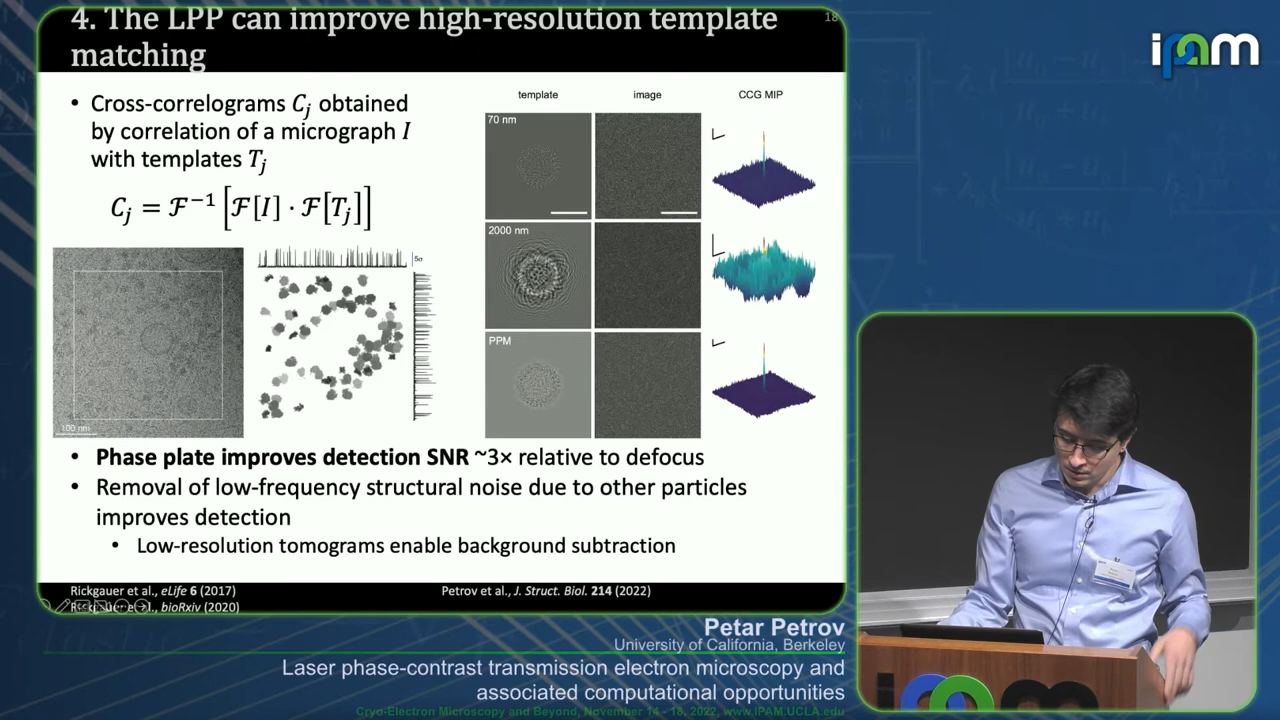 4. The LPP can improve high-resolution template
matching
18
• Cross-correlograms Cⱼ obtained
by correlation of a micrograph I
with templates Tⱼ
Cⱼ = ℱ⁻¹ [ℱ[I] · ℱ[Tⱼ]]
5σ
100 nm
template image CCG MIP
70 nm
2000 nm
PPM
• Phase plate improves detection SNR ~3× relative to defocus
• Removal of low-frequency structural noise due to other particles
improves detection
• Low-resolution tomograms enable background subtraction
Rickgauer et al., eLife 6 (2017)
Rickgauer et al., bioRxiv (2020)
Petrov et al., J. Struct. Biol. 214 (2022)
ipam
Petar Petrov
University of California, Berkeley
Laser phase-contrast transmission electron microscopy and
associated computational opportunities
Cryo-Electron Microscopy and Beyond, November 14 - 18, 2022, www.IPAM.UCLA.edu